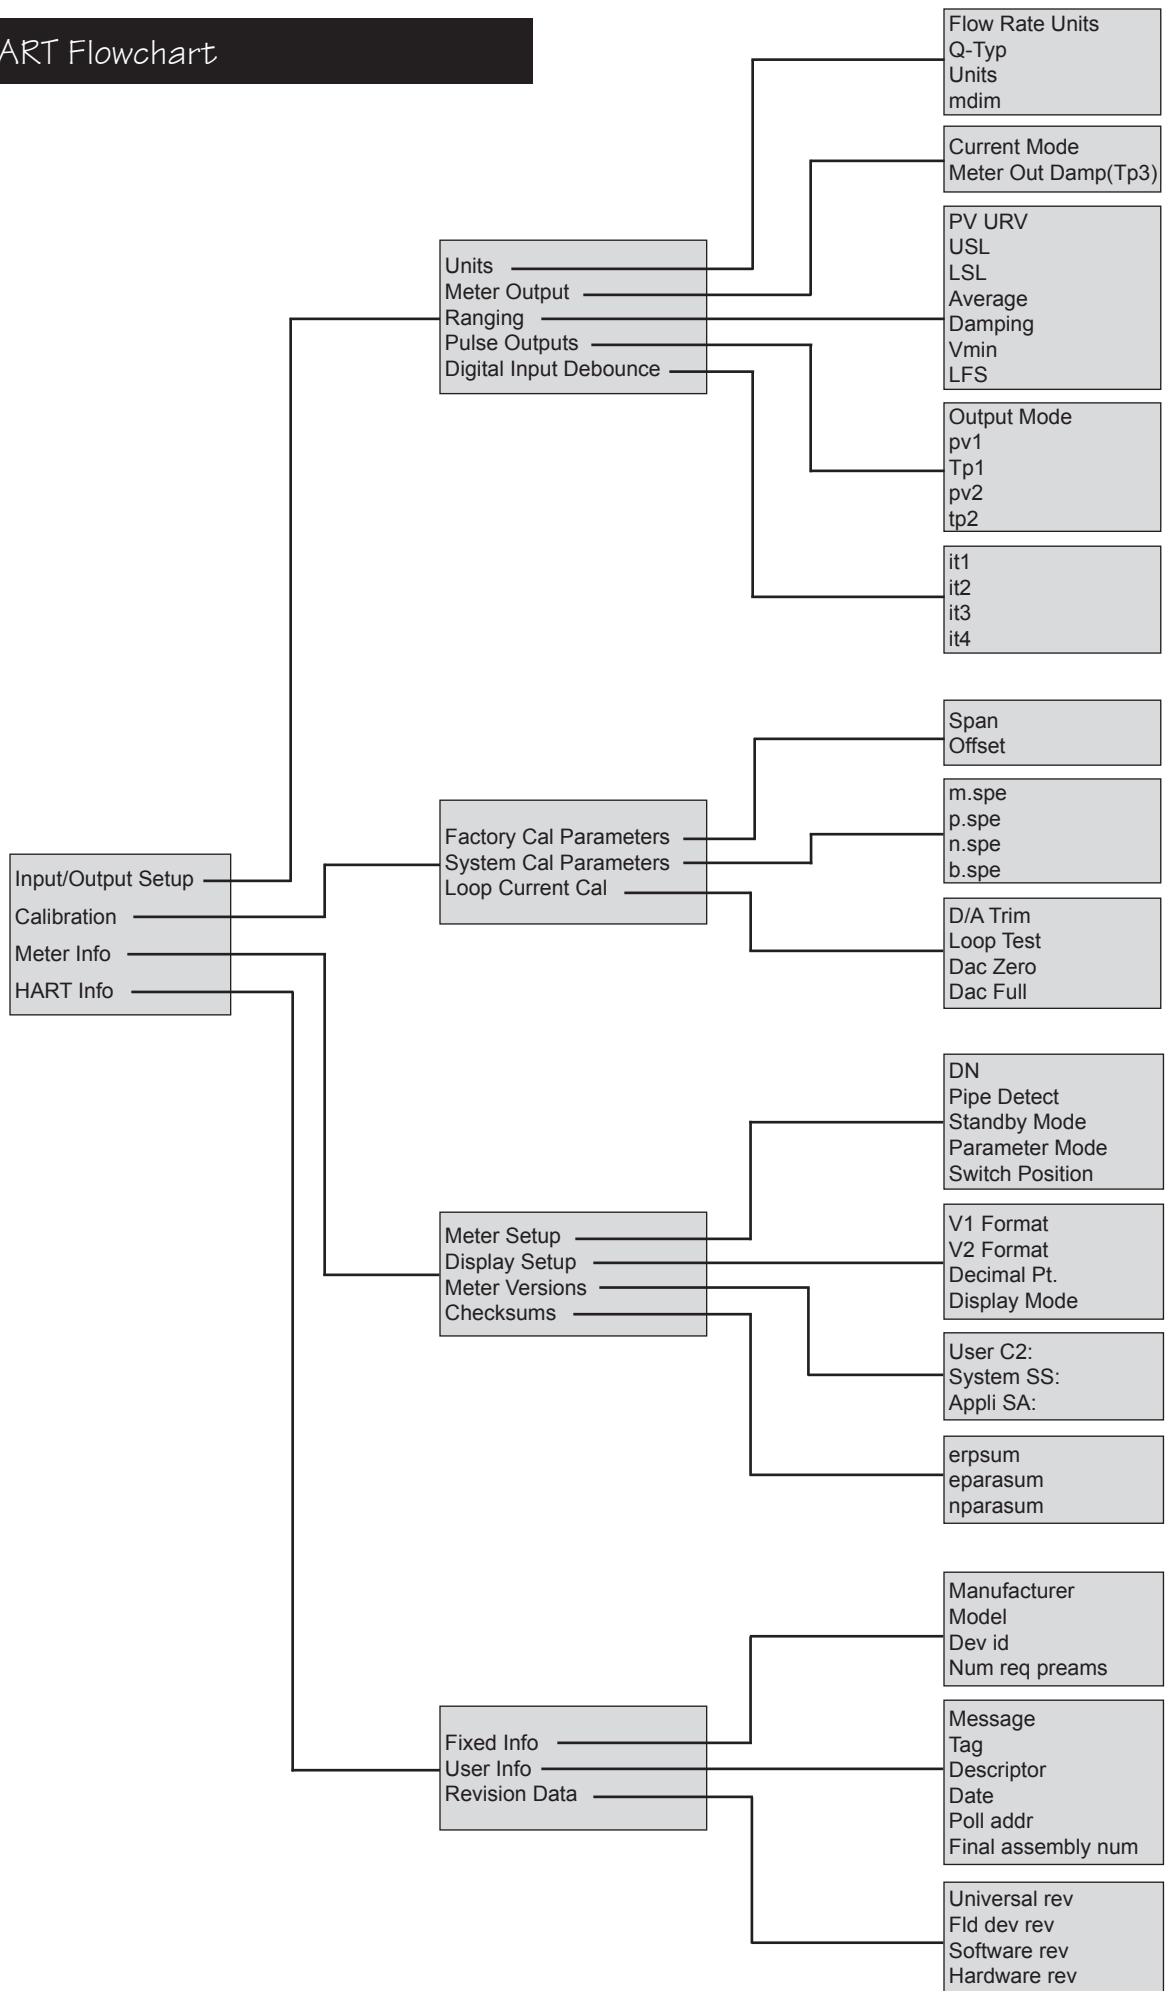 ART Flowchart
Flow Rate Units
Q-Typ
Units
mdim
Current Mode
Meter Out Damp(Tp3)
PV URV
USL
LSL
Average
Damping
Vmin
LFS
Units
Meter Output
Ranging
Pulse Outputs
Digital Input Debounce
Output Mode
pv1
Tp1
pv2
tp2
it1
it2
it3
it4
Span
Offset
m.spe
p.spe
n.spe
b.spe
Factory Cal Parameters
System Cal Parameters
Loop Current Cal
D/A Trim
Loop Test
Dac Zero
Dac Full
Input/Output Setup
Calibration
Meter Info
HART Info
DN
Pipe Detect
Standby Mode
Parameter Mode
Switch Position
Meter Setup
Display Setup
Meter Versions
Checksums
V1 Format
V2 Format
Decimal Pt.
Display Mode
User C2:
System SS:
Appli SA:
erpsum
eparasum
nparasum
Manufacturer
Model
Dev id
Num req preams
Fixed Info
User Info
Revision Data
Message
Tag
Descriptor
Date
Poll addr
Final assembly num
Universal rev
Fld dev rev
Software rev
Hardware rev